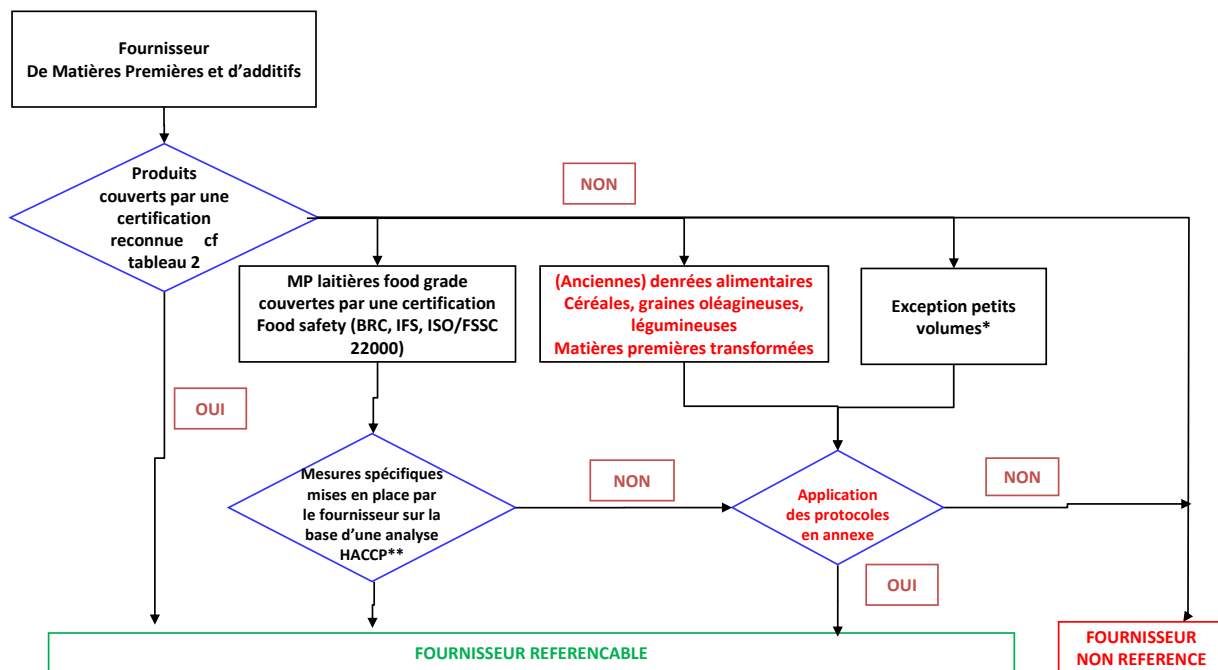 Fournisseur
De Matières Premières et d'additifs
Produits
couverts par une
certification
reconnue cf
tableau 2
NON
MP laitières food grade
couvertes par une certification
Food safety (BRC, IFS, ISO/FSSC
22000)
(Anciennes) denrées alimentaires
Céréales, graines oléagineuses,
légumineuses
Matières premières transformées
Exception petits
volumes*
OUI
Mesures spécifiques
mises en place par
le fournisseur sur la
base d'une analyse
HACCP**
NON
Application
des protocoles
en annexe
NON
OUI
FOURNISSEUR REFERENCABLE
FOURNISSEUR
NON REFERENCE